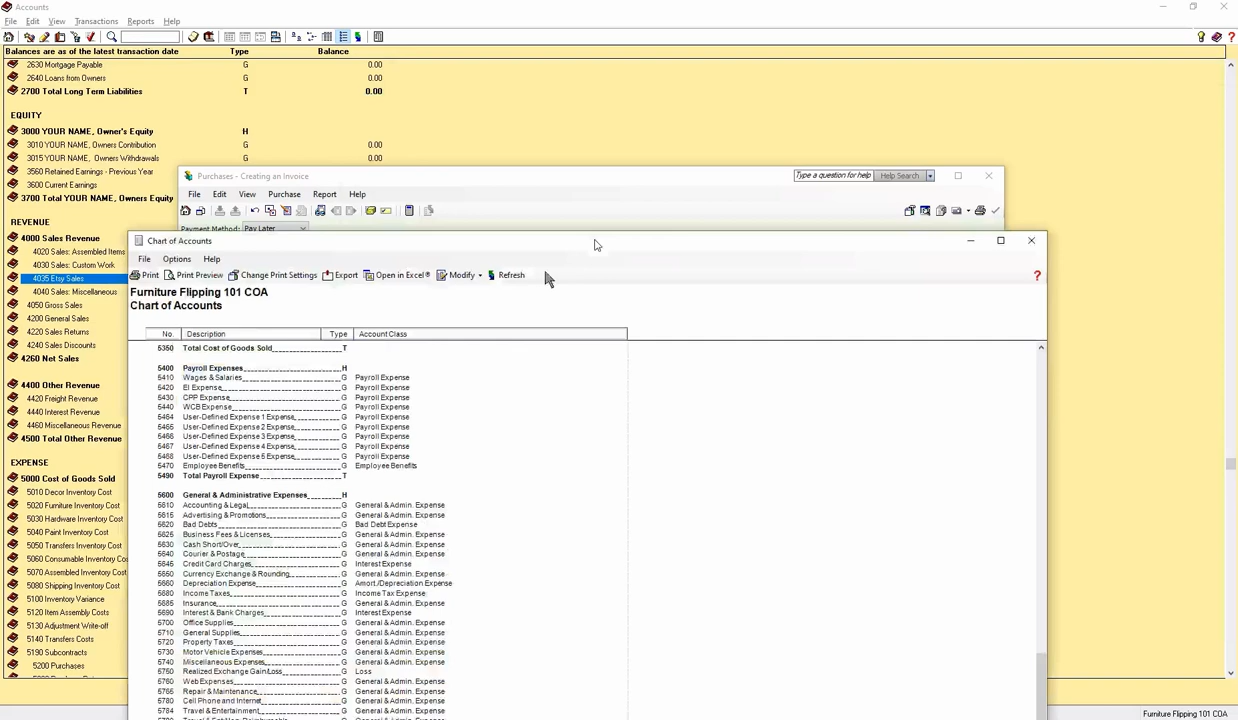 Accounts
File Edit View Transactions Reports Help
Balances are as of the latest transaction date Type Balance
2630 Mortgage Payable G 0.00
2640 Loans from Owners G 0.00
2700 Total Long Term Liabilities T 0.00
EQUITY
3000 YOUR NAME, Owner's Equity H
3010 YOUR NAME, Owners Contribution G 0.00
3015 YOUR NAME, Owners Withdrawals G 0.00
3560 Retained Earnings - Previous Year
3600 Current Earnings
3700 Total YOUR NAME, Owners Equity
REVENUE
4000 Sales Revenue
4020 Sales: Assembled Items
4030 Sales: Custom Work
4035 Etsy Sales
4040 Sales: Miscellaneous
4050 Gross Sales
4200 General Sales
4220 Sales Returns
4240 Sales Discounts
4260 Net Sales
4400 Other Revenue
4420 Freight Revenue
4440 Interest Revenue
4460 Miscellaneous Revenue
4500 Total Other Revenue
EXPENSE
5000 Cost of Goods Sold
5010 Decor Inventory Cost
5020 Furniture Inventory Cost
5030 Hardware Inventory Cost
5040 Paint Inventory Cost
5050 Transfers Inventory Cost
5060 Consumable Inventory Co
5070 Assembled Inventory Cost
5080 Shipping Inventory Cost
5100 Inventory Variance
5120 Item Assembly Costs
5130 Adjustment Write-off
5140 Transfers Costs
5190 Subcontracts
5200 Purchases
Purchases - Creating an Invoice
Type a question for help Help Search
File Edit View Purchase Report Help
Payment Method: Pay Later
Chart of Accounts
File Options Help
Print Print Preview Change Print Settings Export Open in Excel® Modify Refresh
Furniture Flipping 101 COA
Chart of Accounts
No. Description Type Account Class
5350 Total Cost of Goods Sold T
5400 Payroll Expenses H
5410 Wages & Salaries G Payroll Expense
5420 EI Expense G Payroll Expense
5430 CPP Expense G Payroll Expense
5440 WCB Expense G Payroll Expense
5464 User-Defined Expense 1 Expense G Payroll Expense
5465 User-Defined Expense 2 Expense G Payroll Expense
5466 User-Defined Expense 3 Expense G Payroll Expense
5467 User-Defined Expense 4 Expense G Payroll Expense
5468 User-Defined Expense 5 Expense G Payroll Expense
5470 Employee Benefits G Employee Benefits
5490 Total Payroll Expense T
5600 General & Administrative Expenses H
5610 Accounting & Legal G General & Admin. Expense
5615 Advertising & Promotions G General & Admin. Expense
5620 Bad Debts G Bad Debt Expense
5625 Business Fees & Licenses G General & Admin. Expense
5630 Cash Short/Over G General & Admin. Expense
5640 Courier & Postage G General & Admin. Expense
5645 Credit Card Charges G Interest Expense
5650 Currency Exchange & Rounding G General & Admin. Expense
5660 Depreciation Expense G Amort./Depreciation Expense
5680 Income Taxes G Income Tax Expense
5685 Insurance G General & Admin. Expense
5690 Interest & Bank Charges G Interest Expense
5700 Office Supplies G General & Admin. Expense
5710 General Supplies G General & Admin. Expense
5720 Property Taxes G General & Admin. Expense
5730 Motor Vehicle Expenses G General & Admin. Expense
5740 Miscellaneous Expenses G General & Admin. Expense
5750 Realized Exchange Gain/Loss G Loss
5760 Web Expenses G General & Admin. Expense
5765 Repair & Maintenance G General & Admin. Expense
5780 Cell Phone and Internet G General & Admin. Expense
5784 Travel & Entertainment G General & Admin. Expense
Furniture Flipping 101 COA